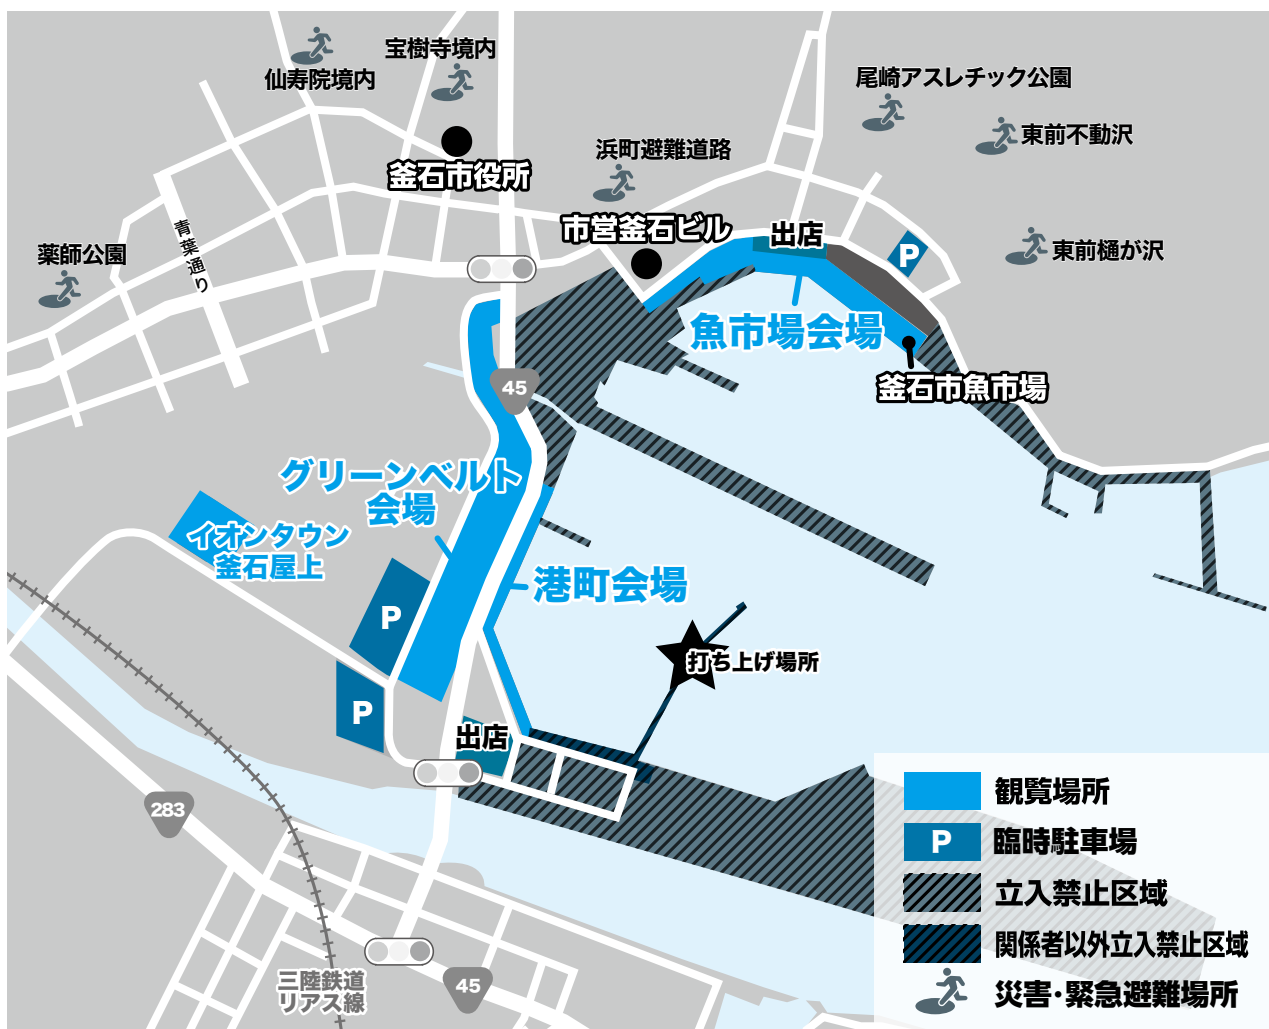 仙寿院境内
宝樹寺境内
尾崎アスレチック公園
東前不動沢
浜町避難道路
釜石市役所
市営釜石ビル
出店
P
東前樋が沢
薬師公園
青葉通り
魚市場会場
釜石市魚市場
45
グリーンベルト
会場
イオンタウン
釜石屋上
港町会場
P
打ち上げ場所
P
出店
283
観覧場所
P
臨時駐車場
立入禁止区域
関係者以外立入禁止区域
災害・緊急避難場所
三陸鉄道
リアス線
45